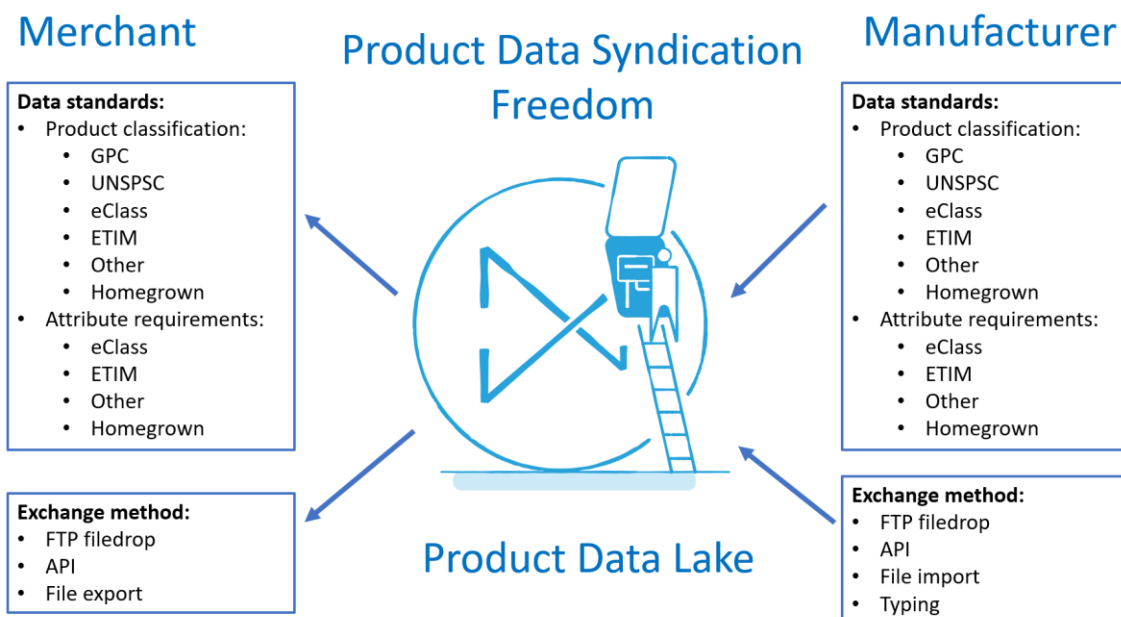 Merchant
Data standards:
• Product classification:
• GPC
• UNSPSC
• eClass
• ETIM
• Other
• Homegrown
• Attribute requirements:
• eClass
• ETIM
• Other
• Homegrown
Exchange method:
• FTP filedrop
• API
• File export
Product Data Syndication
Freedom
Product Data Lake
Manufacturer
Data standards:
• Product classification:
• GPC
• UNSPSC
• eClass
• ETIM
• Other
• Homegrown
• Attribute requirements:
• eClass
• ETIM
• Other
• Homegrown
Exchange method:
• FTP filedrop
• API
• File import
• Typing